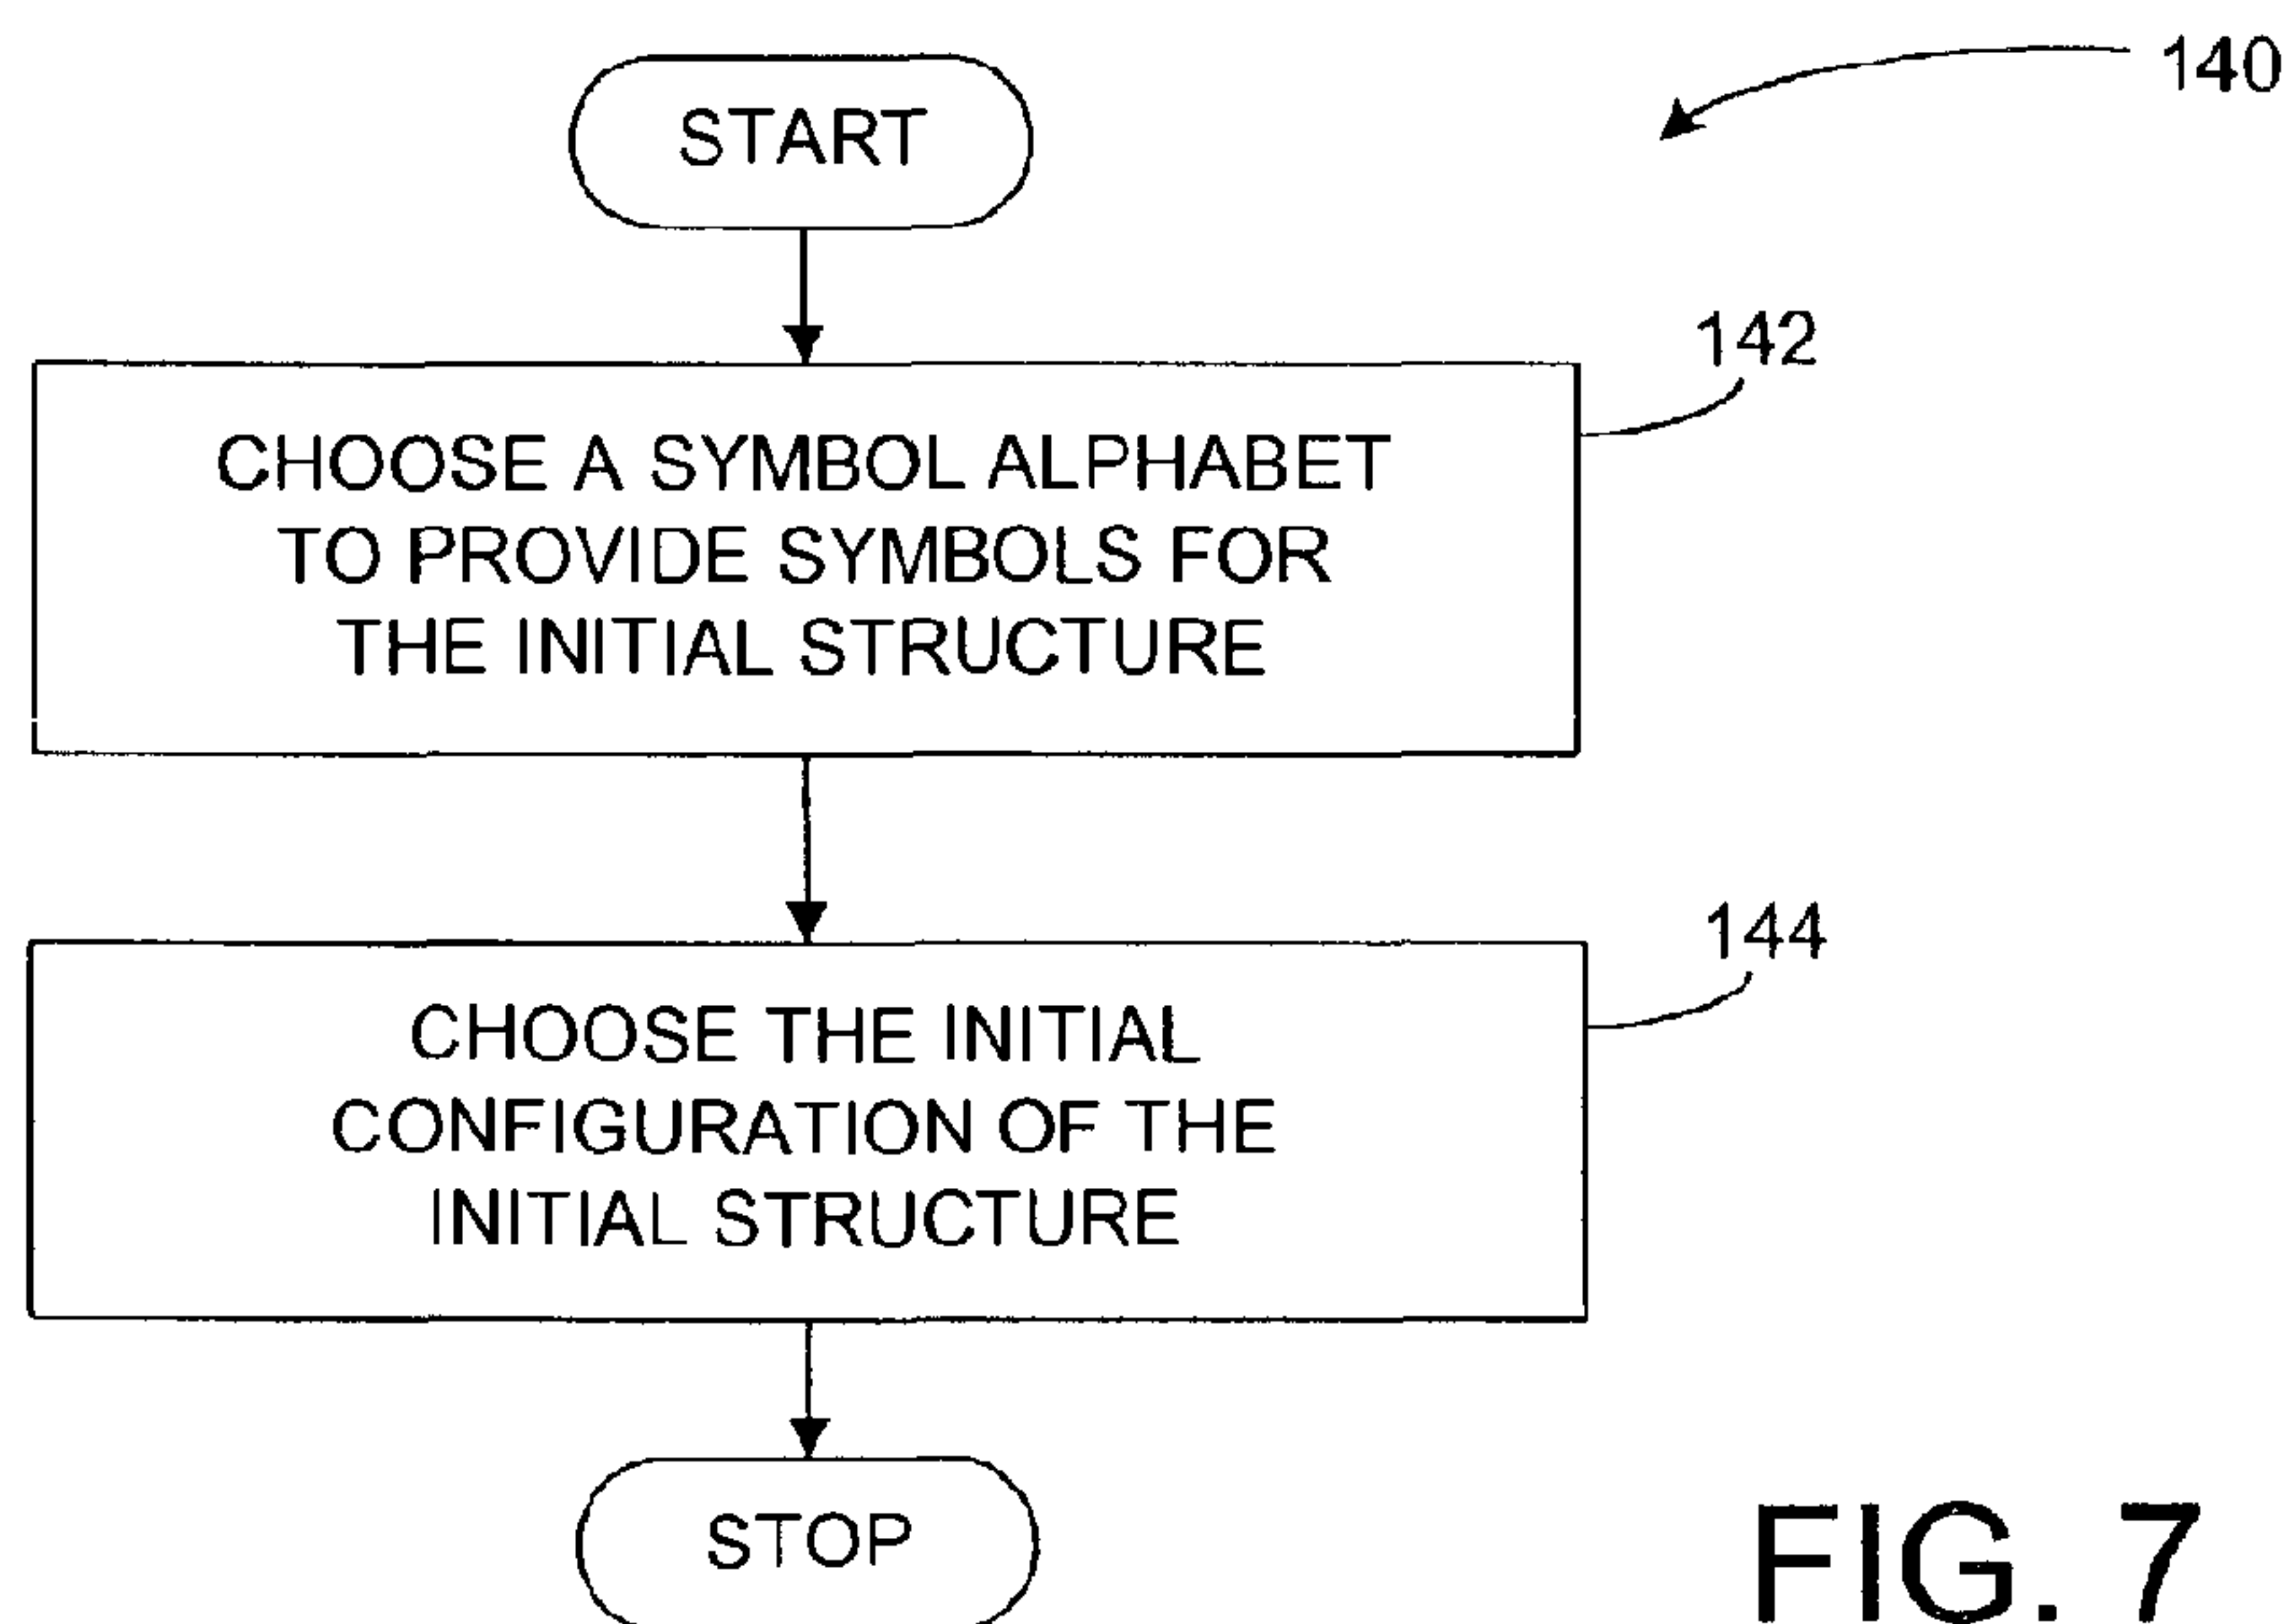 START
140
142
CHOOSE A SYMBOL ALPHABET
TO PROVIDE SYMBOLS FOR
THE INITIAL STRUCTURE
144
CHOOSE THE INITIAL
CONFIGURATION OF THE
INITIAL STRUCTURE
STOP
FIG. 7